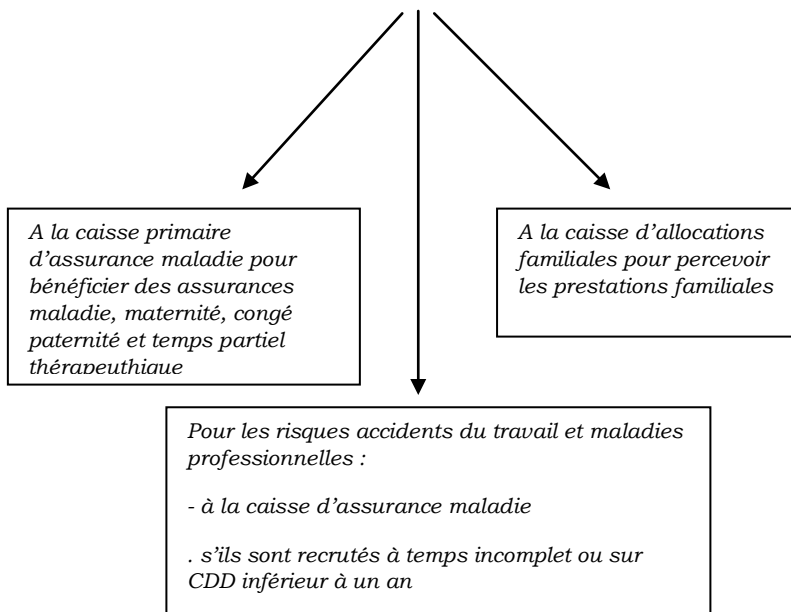 A la caisse primaire
d’assurance maladie pour
bénéficier des assurances
maladie, maternité, congé
paternité et temps partiel
thérapeuthique
A la caisse d’allocations
familiales pour percevoir
les prestations familiales
Pour les risques accidents du travail et maladies
professionnelles :
- à la caisse d’assurance maladie
. s’ils sont recrutés à temps incomplet ou sur
CDD inférieur à un an